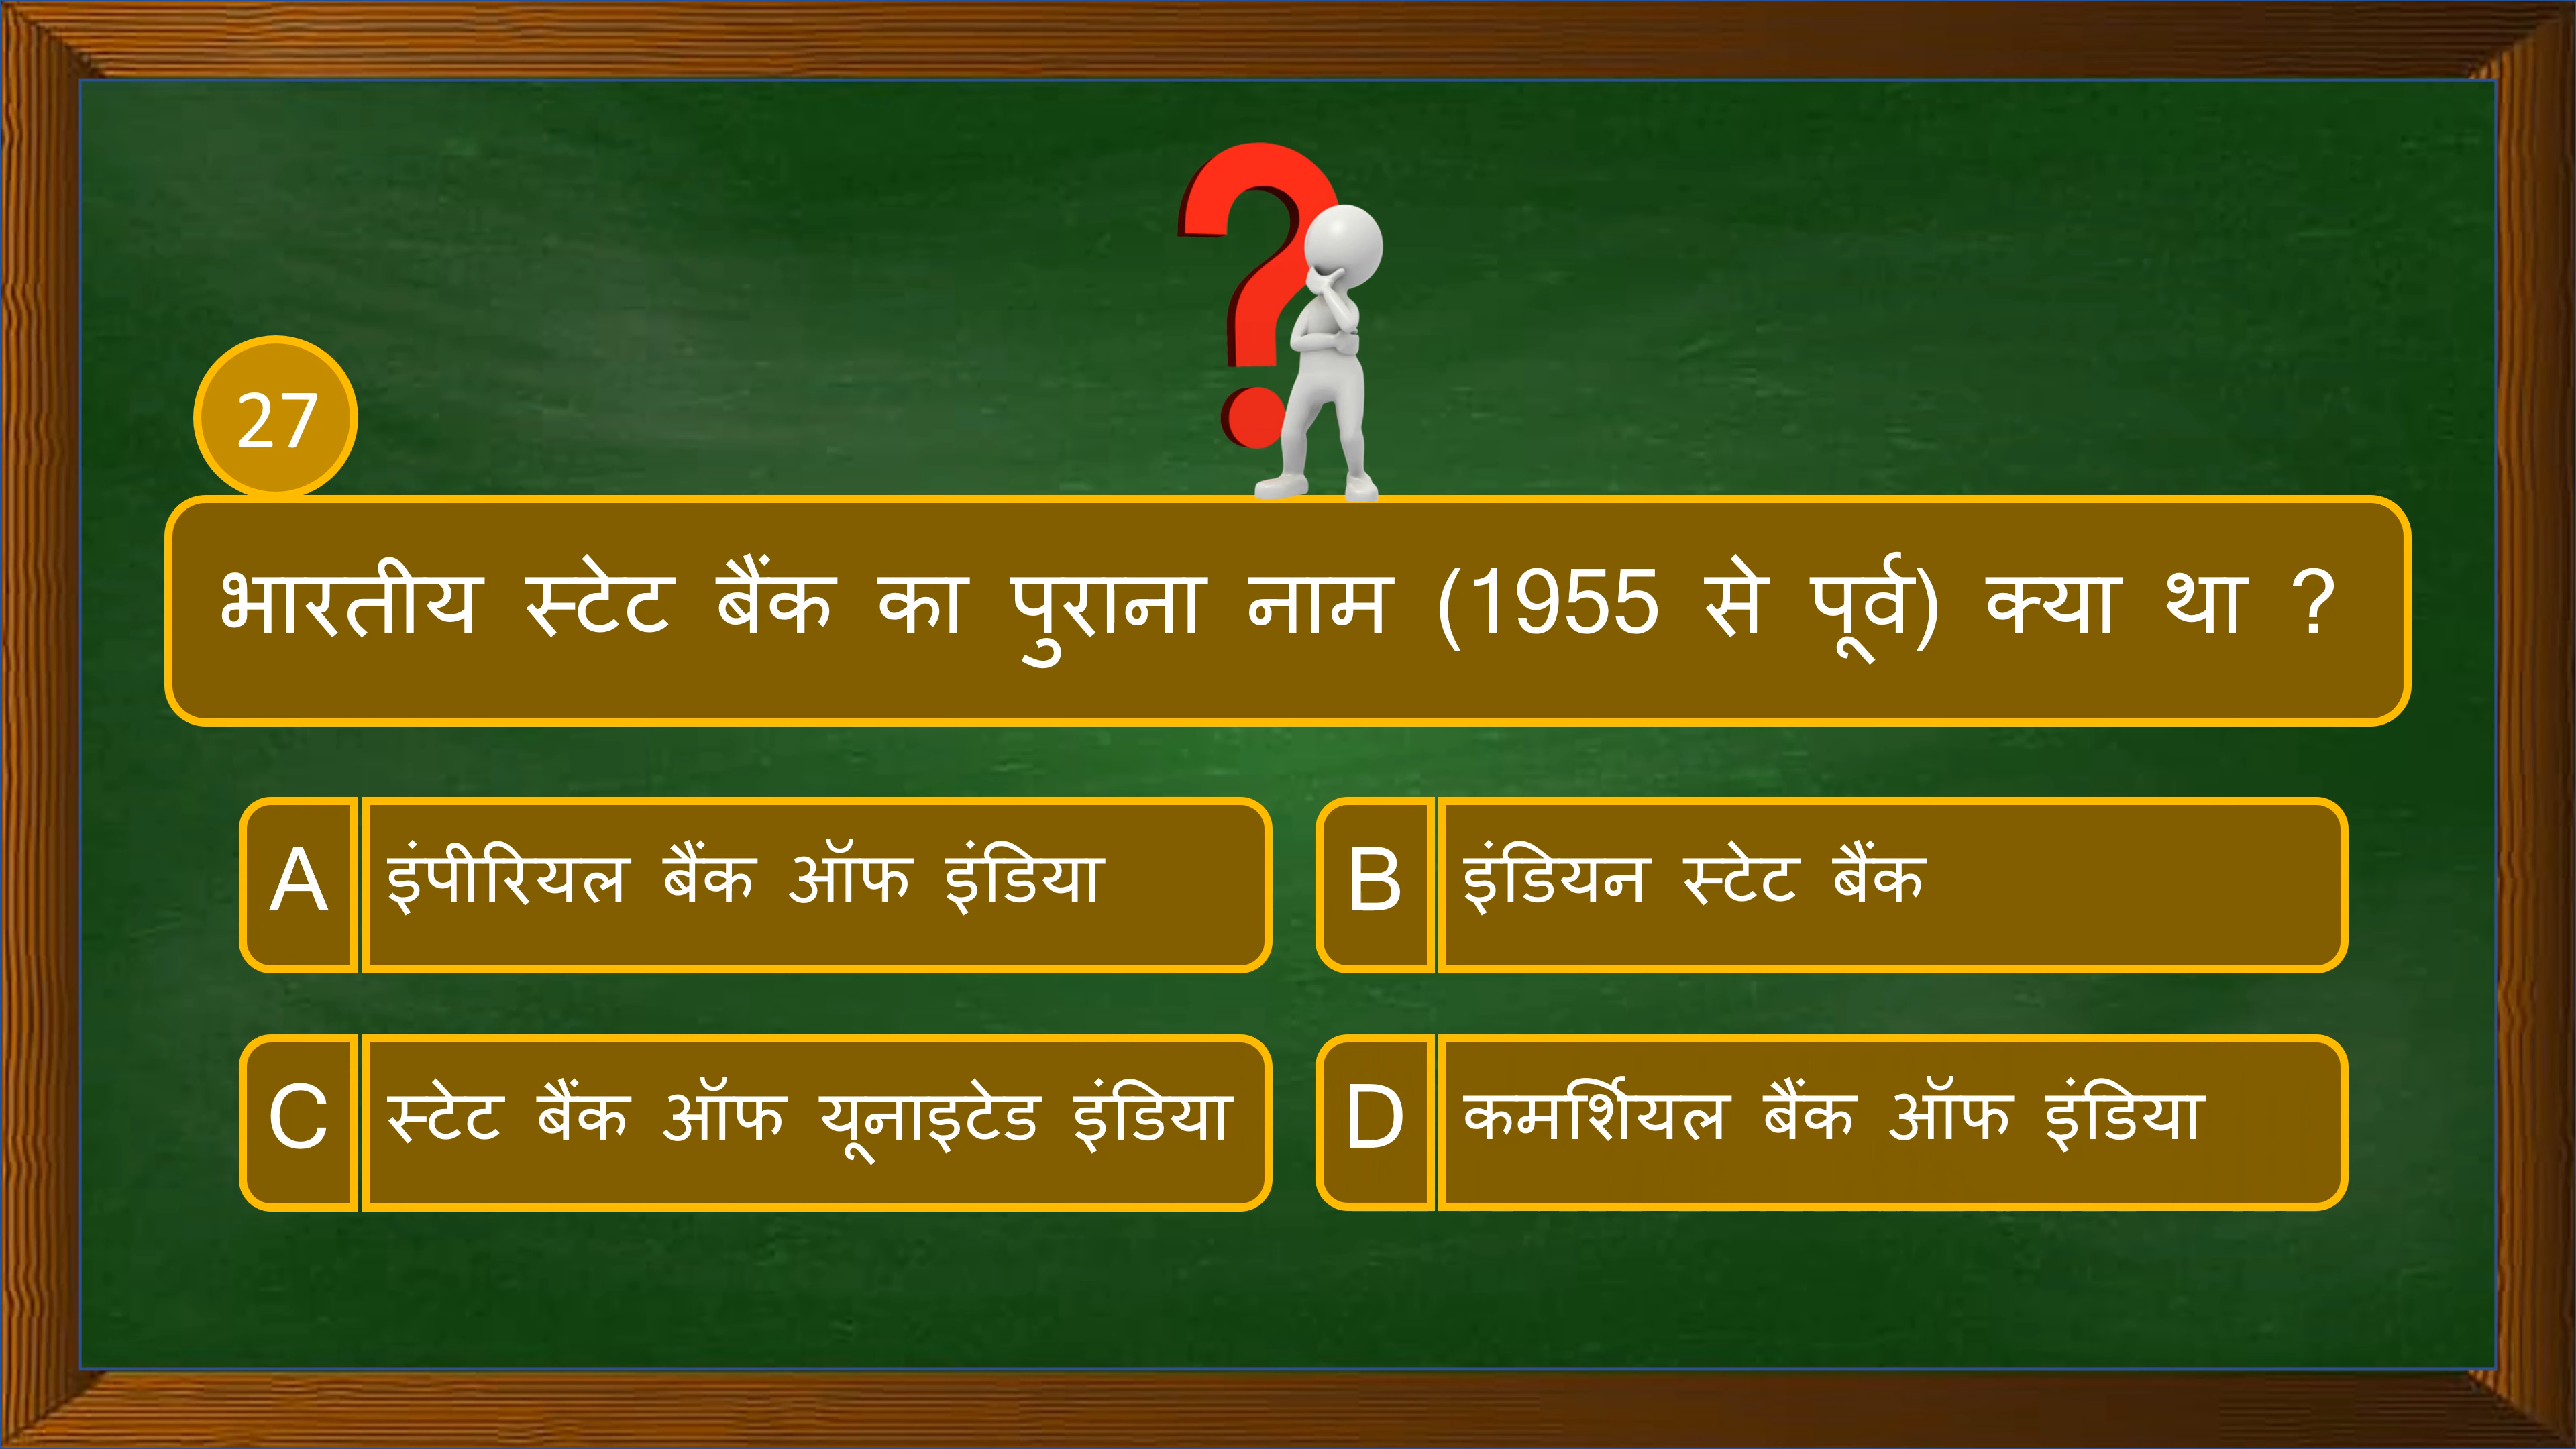 27
भारतीय स्टेट बैंक का पुराना नाम (1955 से पूर्व) क्या था ?
A इंपीरियल बैंक ऑफ इंडिया
B इंडियन स्टेट बैंक
C स्टेट बैंक ऑफ यूनाइटेड इंडिया
D कमर्शियल बैंक ऑफ इंडिया